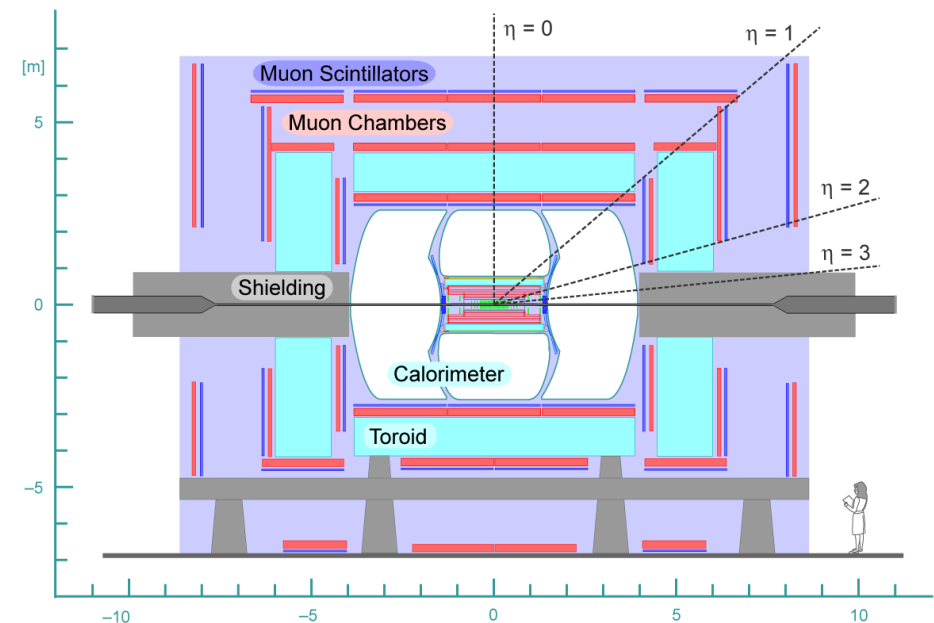 η = 0
η = 1
[m]
Muon Scintillators
Muon Chambers
5
η = 2
η = 3
Shielding
0
Calorimeter
Toroid
–5
–10
–5
0
5
10